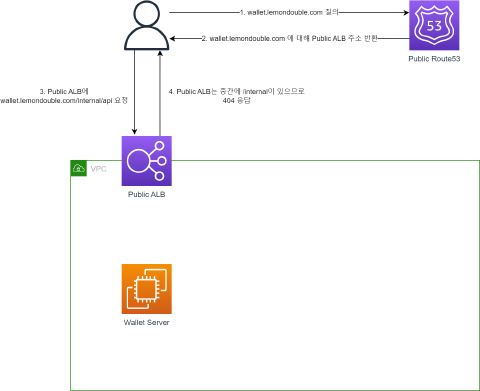 1. wallet.lemondouble.com 질의
53
2. wallet.lemondouble.com 에 대해 Public ALB 주소 반환
Public Route53
3. Public ALB에
wallet.lemondouble.com/internal/api 요청
4. Public ALB는 중간에 /internal이 있으므로
404 응답
VPC
Public ALB
Wallet Server